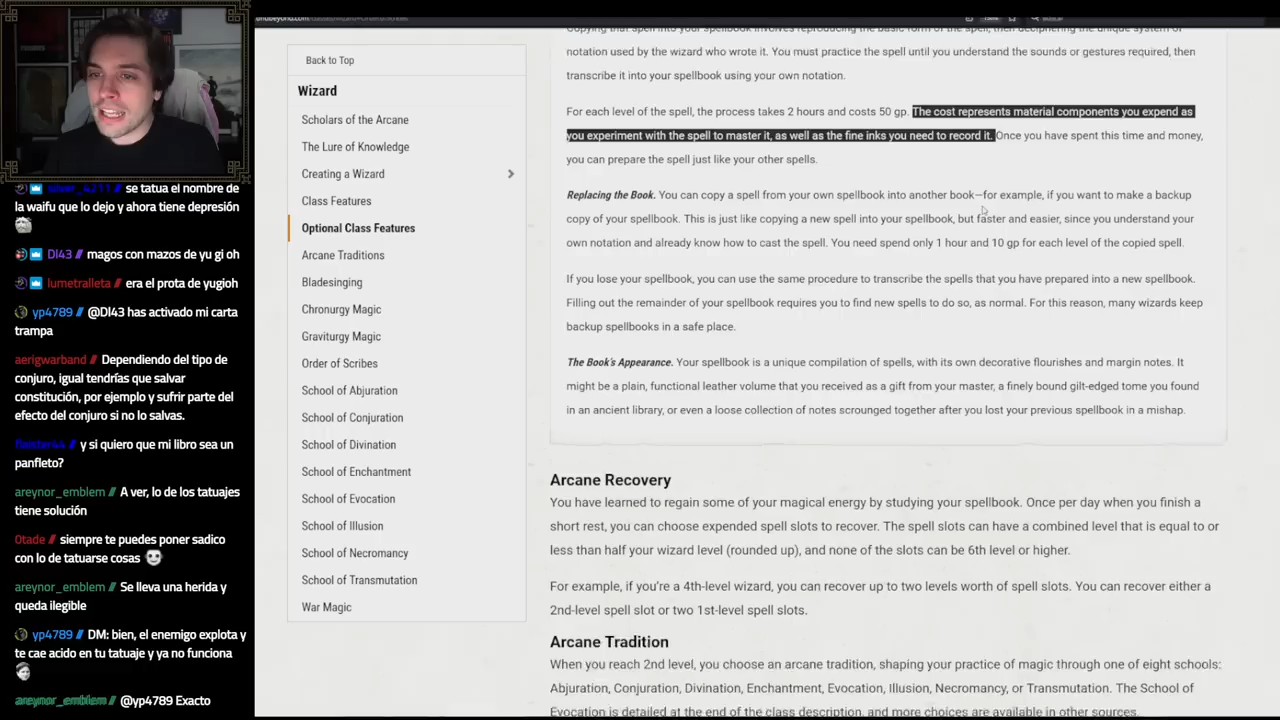 silver_4211 // se tatua el nombre de
la waifu que lo dejo y ahora tiene depresión
Dl43 // magos con mazos de yu gi oh
lumetralleta // era el prota de yugioh
yp4789 // @Dl43 has activado mi carta
trampa
aerigwarband // Dependiendo del tipo de
conjuro, igual tendrías que salvar
constitución, por ejemplo y sufrir parte del
efecto del conjuro si no lo salvas.
// y si quiero que mi libro sea un
panfleto?
areynor_emblem // A ver, lo de los tatuajes
tiene solución
0tade // siempre te puedes poner sadico
con lo de tatuarse cosas
areynor_emblem // Se lleva una herida y
queda ilegible
yp4789 // DM: bien, el enemigo explota y
te cae acido en tu tatuaje y ya no funciona
areynor_emblem // @yp4789 Exacto
Back to Top
Wizard
Scholars of the Arcane
The Lure of Knowledge
Creating a Wizard
Class Features
Optional Class Features
Arcane Traditions
Bladesinging
Chronurgy Magic
Graviturgy Magic
Order of Scribes
School of Abjuration
School of Conjuration
School of Divination
School of Enchantment
School of Evocation
School of Illusion
School of Necromancy
School of Transmutation
War Magic
Copying that spell into your spellbook involves reproducing the basic form of the spell, then deciphering the unique system of
notation used by the wizard who wrote it. You must practice the spell until you understand the sounds or gestures required, then
transcribe it into your spellbook using your own notation.
For each level of the spell, the process takes 2 hours and costs 50 gp. The cost represents material components you expend as
you experiment with the spell to master it, as well as the fine inks you need to record it. Once you have spent this time and money,
you can prepare the spell just like your other spells.
Replacing the Book. You can copy a spell from your own spellbook into another book—for example, if you want to make a backup
copy of your spellbook. This is just like copying a new spell into your spellbook, but faster and easier, since you understand your
own notation and already know how to cast the spell. You need spend only 1 hour and 10 gp for each level of the copied spell.
If you lose your spellbook, you can use the same procedure to transcribe the spells that you have prepared into a new spellbook.
Filling out the remainder of your spellbook requires you to find new spells to do so, as normal. For this reason, many wizards keep
backup spellbooks in a safe place.
The Book's Appearance. Your spellbook is a unique compilation of spells, with its own decorative flourishes and margin notes. It
might be a plain, functional leather volume that you received as a gift from your master, a finely bound gilt-edged tome you found
in an ancient library, or even a loose collection of notes scrounged together after you lost your previous spellbook in a mishap.
Arcane Recovery
You have learned to regain some of your magical energy by studying your spellbook. Once per day when you finish a
short rest, you can choose expended spell slots to recover. The spell slots can have a combined level that is equal to or
less than half your wizard level (rounded up), and none of the slots can be 6th level or higher.
For example, if you're a 4th-level wizard, you can recover up to two levels worth of spell slots. You can recover either a
2nd-level spell slot or two 1st-level spell slots.
Arcane Tradition
When you reach 2nd level, you choose an arcane tradition, shaping your practice of magic through one of eight schools:
Abjuration, Conjuration, Divination, Enchantment, Evocation, Illusion, Necromancy, or Transmutation. The School of
Evocation is detailed at the end of the class description, and more choices are available in other sources.